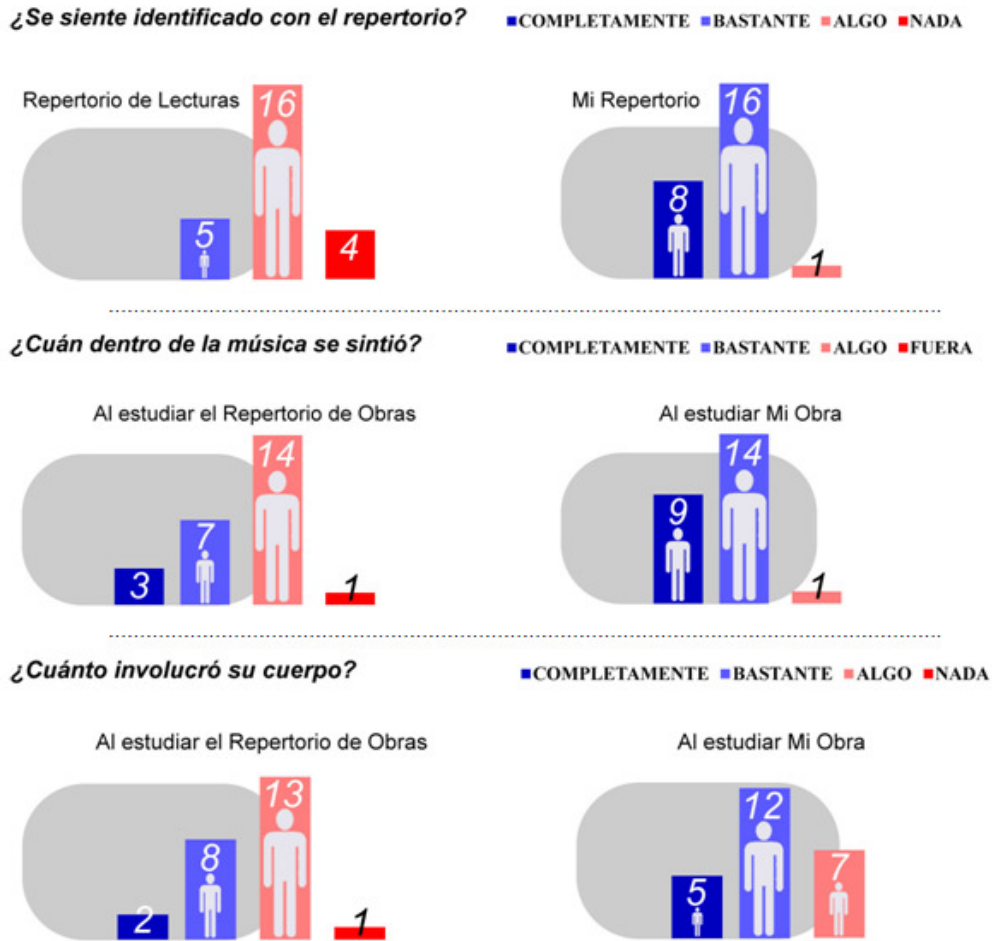 ¿Se siente identificado con el repertorio? COMPLETAMENTE BASTANTE ALGO NADA
Repertorio de Lecturas
5 16 4
Mi Repertorio
8 16 1
¿Cuán dentro de la música se sintió? COMPLETAMENTE BASTANTE ALGO FUERA
Al estudiar el Repertorio de Obras
3 7 14 1
Al estudiar Mi Obra
9 14 1
¿Cuánto involucró su cuerpo? COMPLETAMENTE BASTANTE ALGO NADA
Al estudiar el Repertorio de Obras
2 8 13 1
Al estudiar Mi Obra
5 12 7